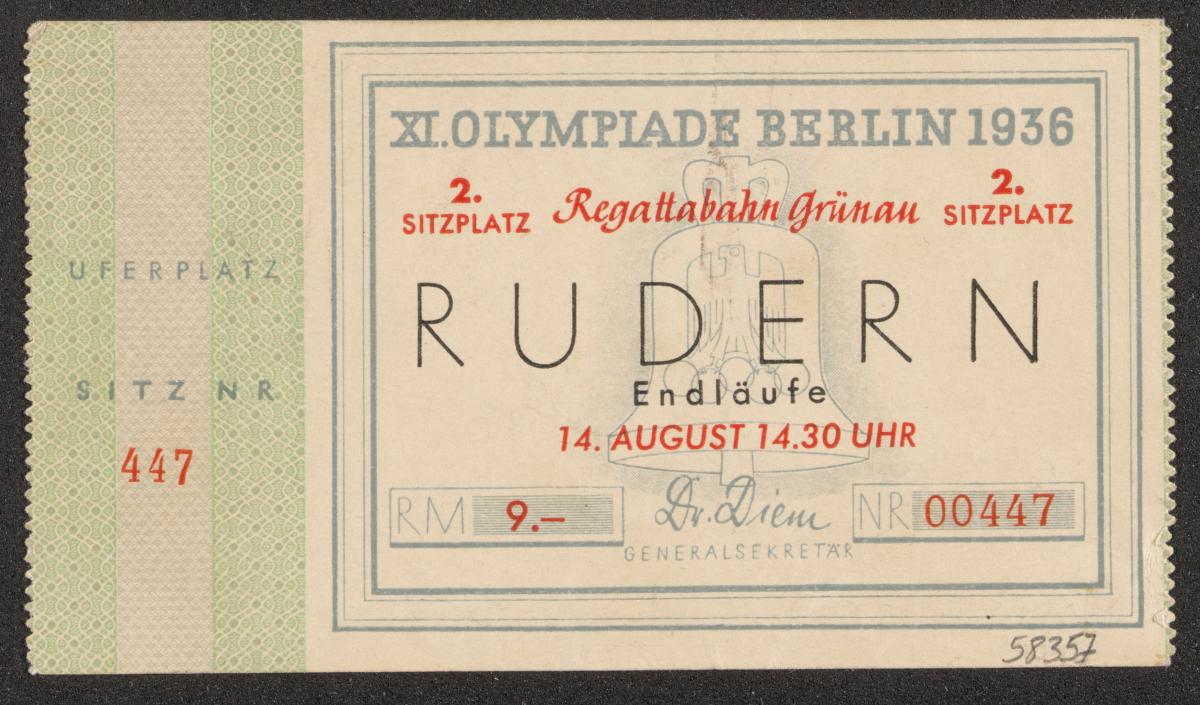 UFERPLATZ
SITZ NR
447
XI. OLYMPIADE BERLIN 1936
2.
SITZPLATZ
Regattabahn Grünau
2.
SITZPLATZ
RUDERN
Endläufe
14. AUGUST 14.30 UHR
RM 9.–
Dr. Diem
GENERALSEKRETÄR
NR 00447
58357